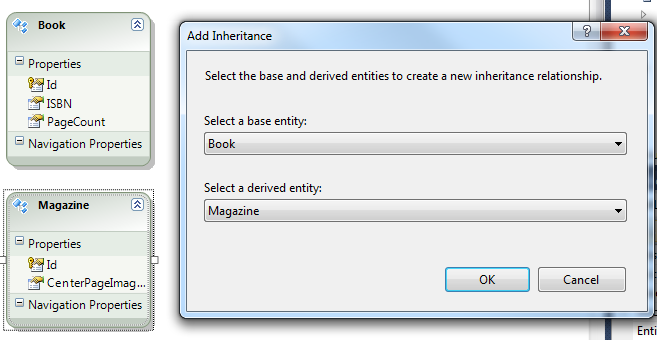 Book
Properties
Id
ISBN
PageCount
Navigation Properties
Magazine
Properties
Id
CenterPageImag...
Navigation Properties
Add Inheritance
Select the base and derived entities to create a new inheritance relationship.
Select a base entity:
Book
Select a derived entity:
Magazine
OK
Cancel
Enti